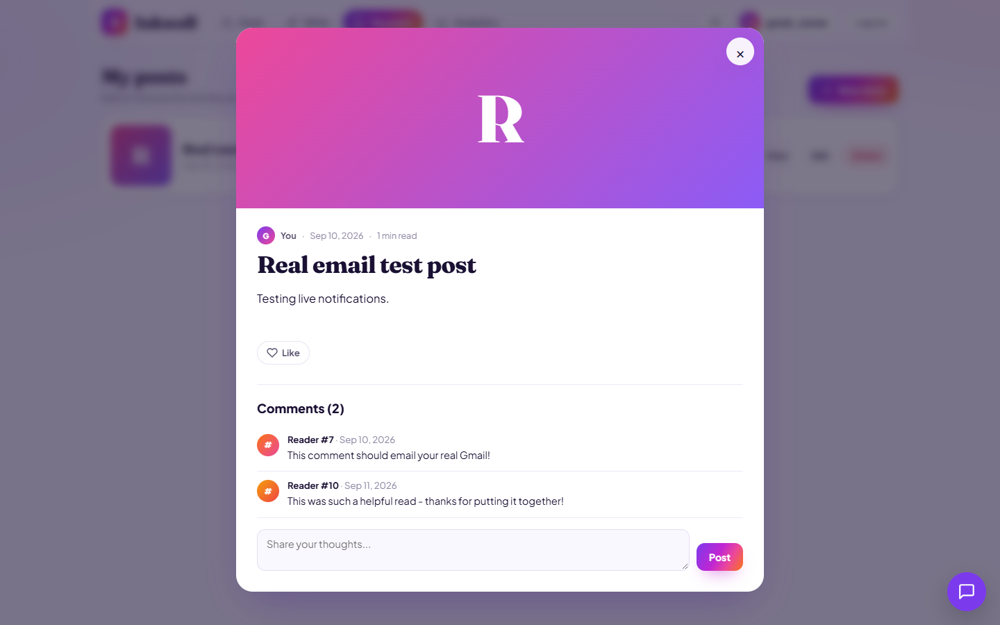 My posts
×
R
G You · Sep 10, 2026 · 1 min read
Real email test post
Testing live notifications.
Like
Comments (2)
# Reader #7 · Sep 10, 2026
This comment should email your real Gmail!
# Reader #10 · Sep 11, 2026
This was such a helpful read - thanks for putting it together!
Share your thoughts...
Post